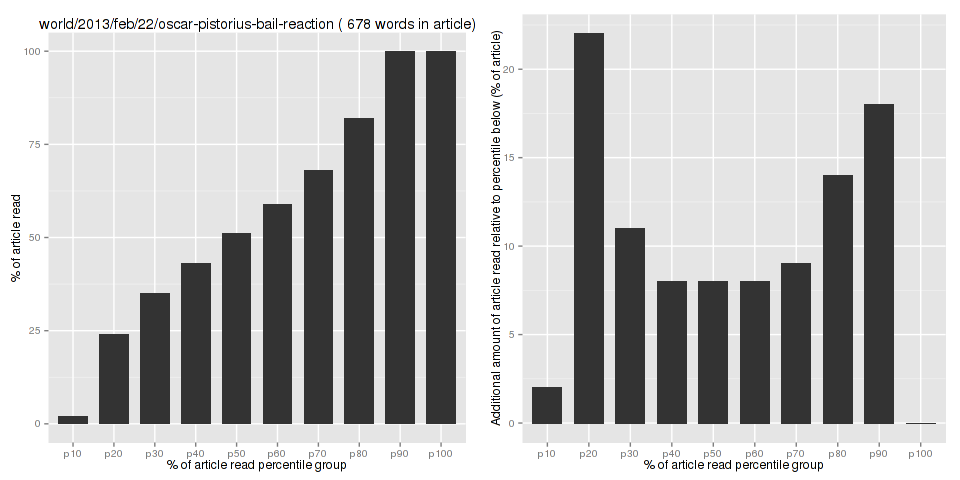 world/2013/feb/22/oscar-pistorius-bail-reaction ( 678 words in article)
% of article read
100
75
50
25
0
p10 p20 p30 p40 p50 p60 p70 p80 p90 p100
% of article read percentile group
Additional amount of article read relative to percentile below (% of article)
20
15
10
5
0
p10 p20 p30 p40 p50 p60 p70 p80 p90 p100
% of article read percentile group